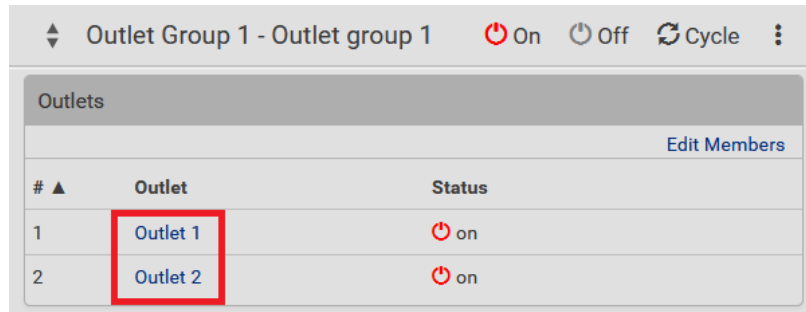 Outlet Group 1 - Outlet group 1 On Off Cycle
Outlets
Edit Members
# ▲ Outlet Status
1 Outlet 1 on
2 Outlet 2 on